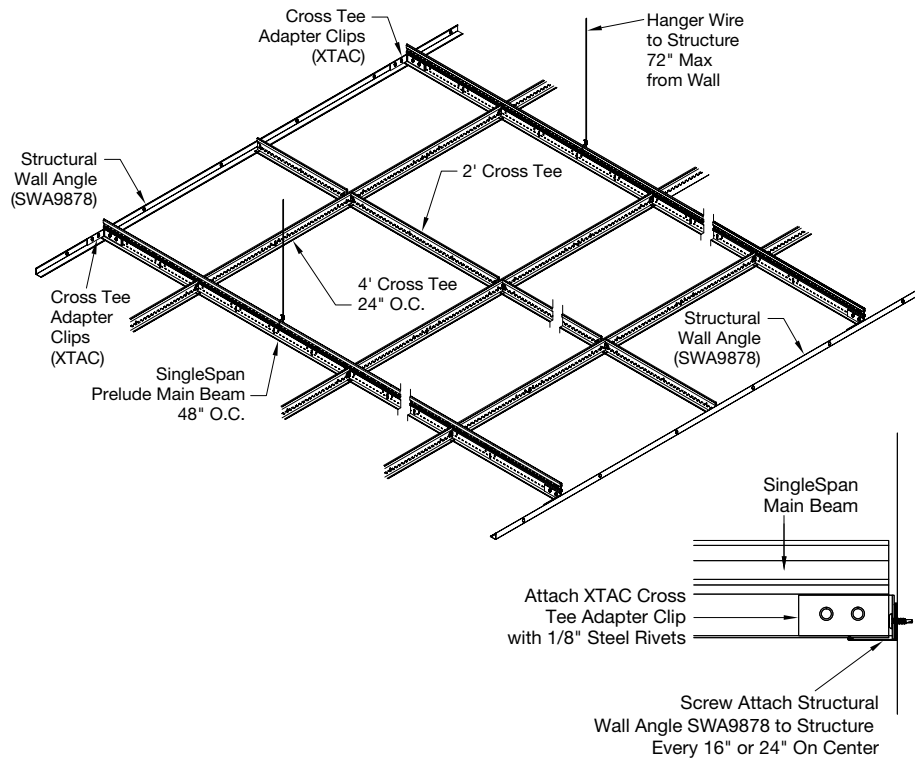 Cross Tee
Adapter Clips
(XTAC)
Hanger Wire
to Structure
72" Max
from Wall
Structural
Wall Angle
(SWA9878)
2' Cross Tee
Cross Tee
Adapter
Clips
(XTAC)
4' Cross Tee
24" O.C.
SingleSpan
Prelude Main Beam
48" O.C.
Structural
Wall Angle
(SWA9878)
SingleSpan
Main Beam
Attach XTAC Cross
Tee Adapter Clip
with 1/8" Steel Rivets
Screw Attach Structural
Wall Angle SWA9878 to Structure
Every 16" or 24" On Center